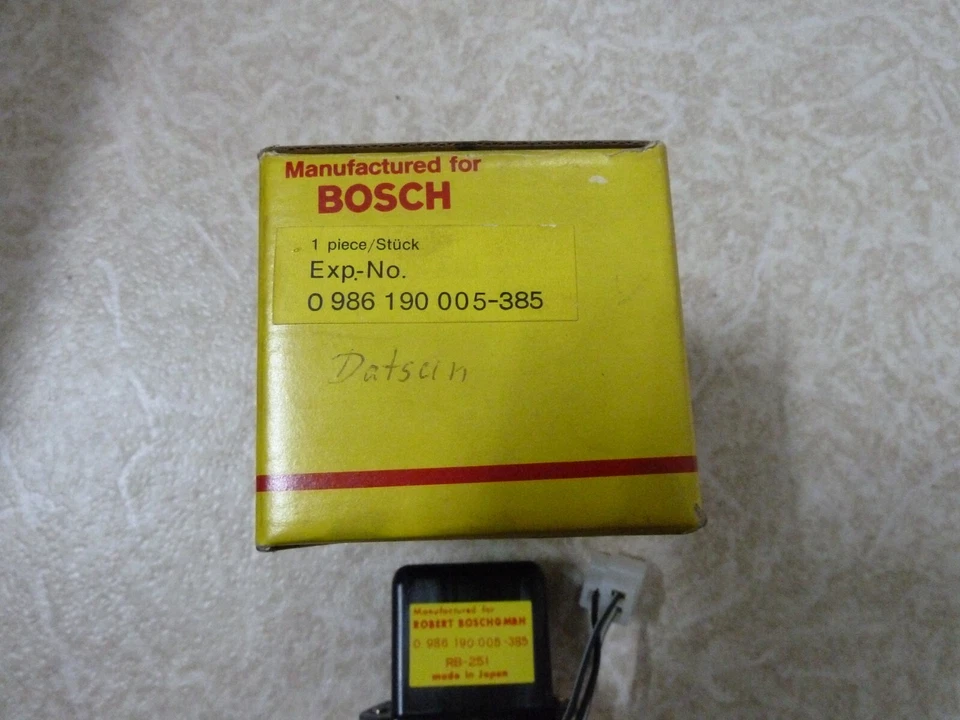 Manufactured for
BOSCH
1 piece/Stück
Exp.-No.
0 986 190 005-385
Datsun
Manufactured for
ROBERT BOSCH GMBH
0 986 190 005-385
RB-251
made in Japan